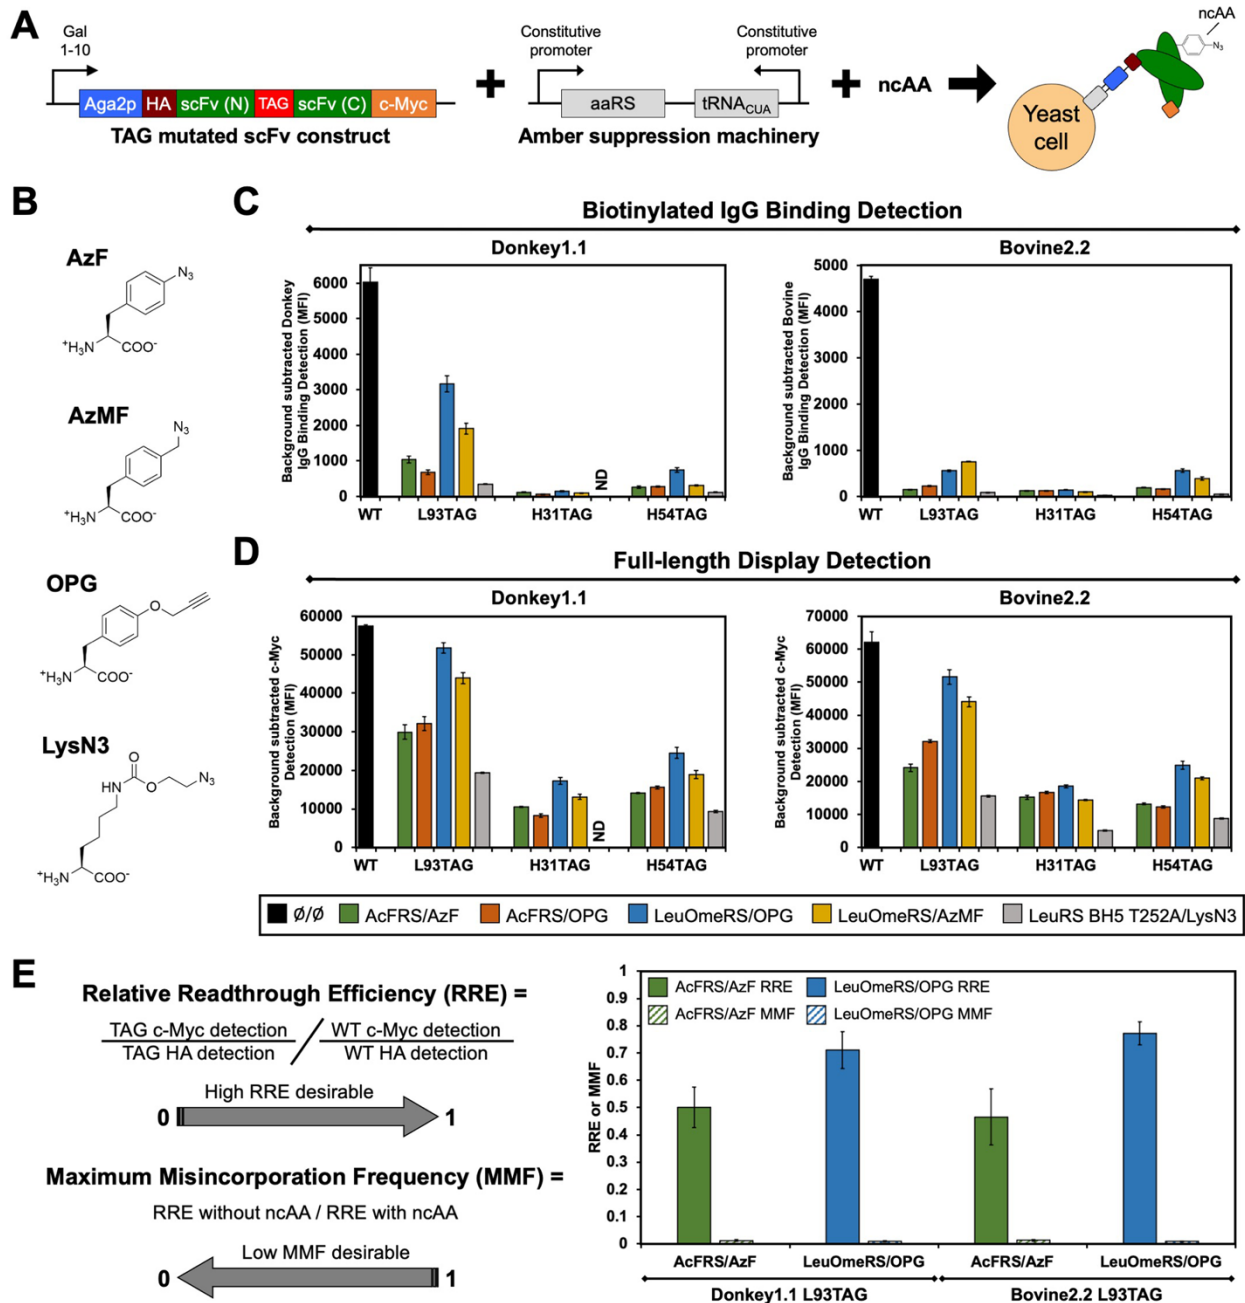 A
Gal
1-10
Aga2p HA scFv (N) TAG scFv (C) c-Myc
TAG mutated scFv construct
Constitutive
promoter
Constitutive
promoter
aaRS
tRNACUA
Amber suppression machinery
ncAA
ncAA
N3
Yeast
cell
B
AzF
N3
+H3N
COO-
AzMF
N3
+H3N
COO-
OPG
O
+H3N
COO-
LysN3
O
HN
O
N3
+H3N
COO-
C
Biotinylated IgG Binding Detection
Donkey1.1
Background subtracted Donkey
IgG Binding Detection (MFI)
6000
5000
4000
3000
2000
1000
0
ND
WT L93TAG H31TAG H54TAG
Bovine2.2
Background subtracted Bovine
IgG Binding Detection (MFI)
5000
4000
3000
2000
1000
0
WT L93TAG H31TAG H54TAG
D
Full-length Display Detection
Donkey1.1
Background subtracted c-Myc
Detection (MFI)
60000
50000
40000
30000
20000
10000
0
ND
WT L93TAG H31TAG H54TAG
Bovine2.2
Background subtracted c-Myc
Detection (MFI)
70000
60000
50000
40000
30000
20000
10000
0
WT L93TAG H31TAG H54TAG
Ø/Ø AcFRS/AzF AcFRS/OPG LeuOmeRS/OPG LeuOmeRS/AzMF LeuRS BH5 T252A/LysN3
E
Relative Readthrough Efficiency (RRE) =
TAG c-Myc detection / WT c-Myc detection
TAG HA detection WT HA detection
High RRE desirable
0 1
Maximum Misincorporation Frequency (MMF) =
RRE without ncAA / RRE with ncAA
Low MMF desirable
0 1
RRE or MMF
1
0.9
0.8
0.7
0.6
0.5
0.4
0.3
0.2
0.1
0
AcFRS/AzF RRE LeuOmeRS/OPG RRE
AcFRS/AzF MMF LeuOmeRS/OPG MMF
AcFRS/AzF LeuOmeRS/OPG AcFRS/AzF LeuOmeRS/OPG
Donkey1.1 L93TAG Bovine2.2 L93TAG